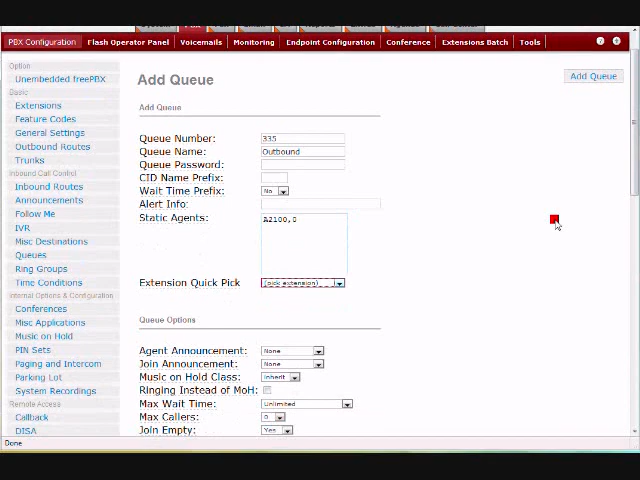 PBX Configuration Flash Operator Panel Voicemails Monitoring Endpoint Configuration Conference Extensions Batch Tools
Option
Unembedded freePBX
Basic
Extensions
Feature Codes
General Settings
Outbound Routes
Trunks
Inbound Call Control
Inbound Routes
Announcements
Follow Me
IVR
Misc Destinations
Queues
Ring Groups
Time Conditions
Internal Options & Configuration
Conferences
Misc Applications
Music on Hold
PIN Sets
Paging and Intercom
Parking Lot
System Recordings
Remote Access
Callback
DISA
Add Queue
Add Queue
Add Queue
Queue Number: 335
Queue Name: Outbound
Queue Password:
CID Name Prefix:
Wait Time Prefix: No
Alert Info:
Static Agents: A2100,0
Extension Quick Pick (pick extension)
Queue Options
Agent Announcement: None
Join Announcement: None
Music on Hold Class: inherit
Ringing Instead of MoH:
Max Wait Time: Unlimited
Max Callers: 0
Join Empty: Yes
Done